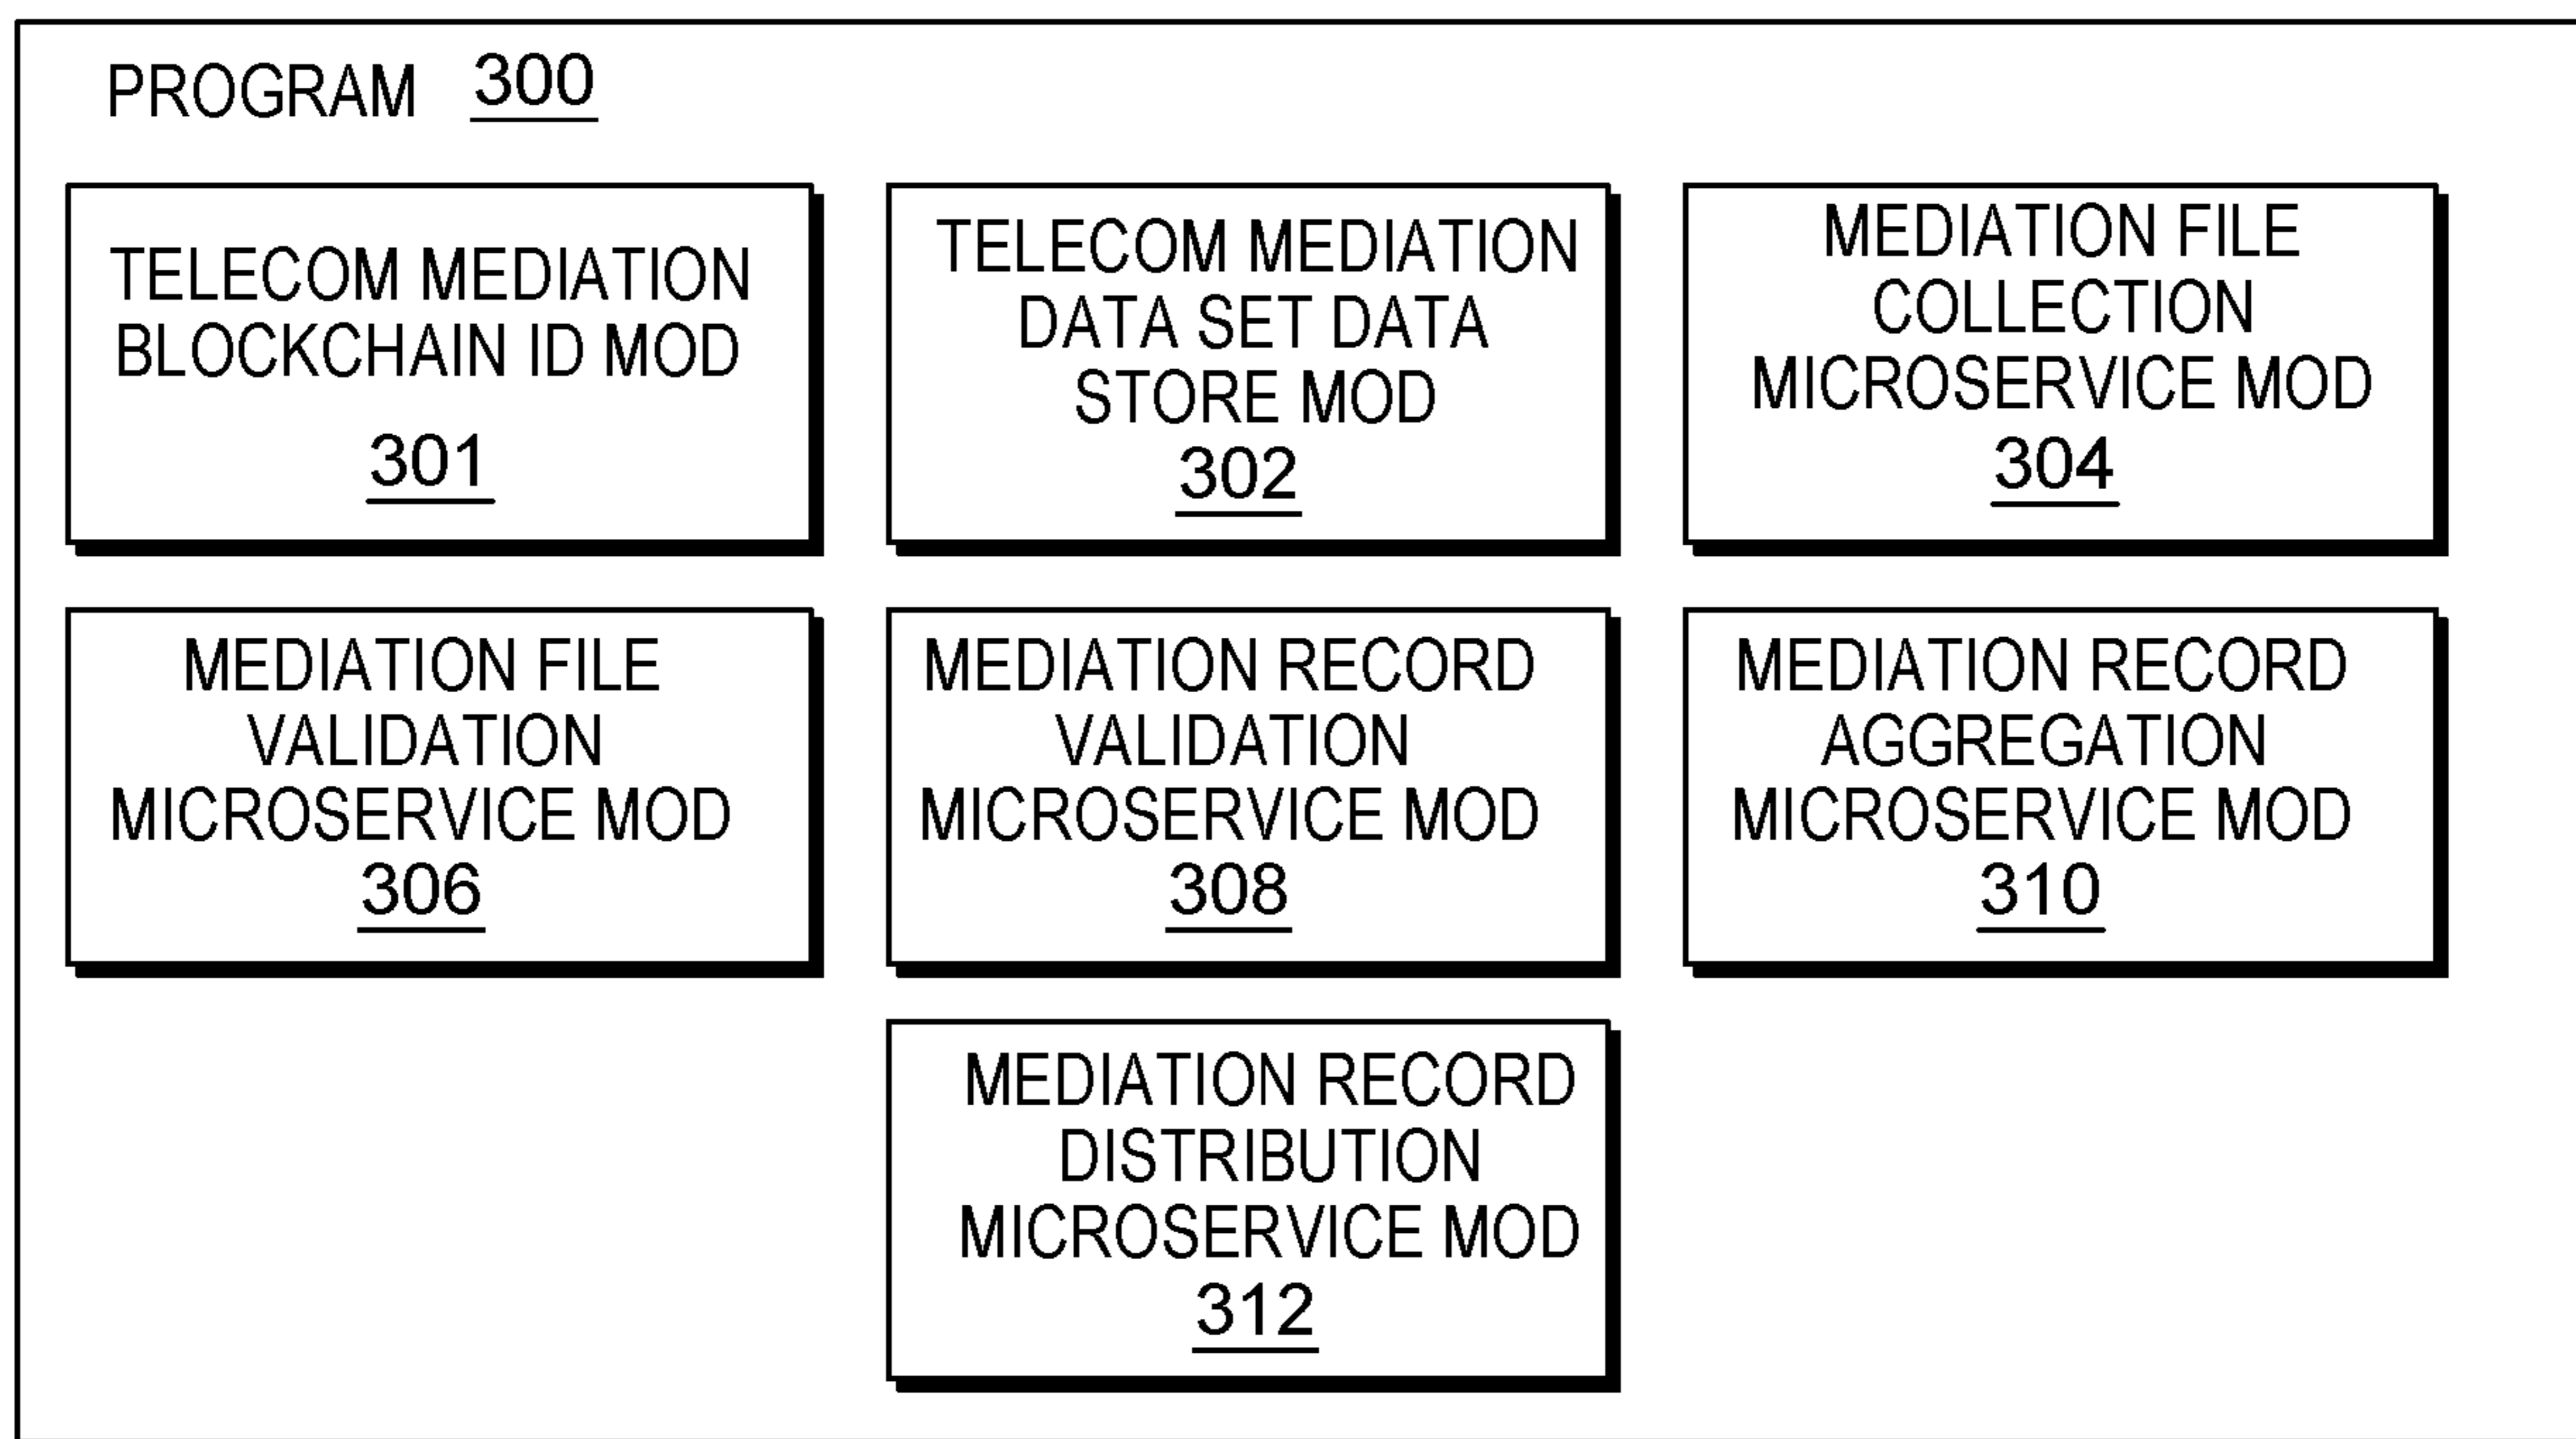 PROGRAM 300
TELECOM MEDIATION
BLOCKCHAIN ID MOD
301
TELECOM MEDIATION
DATA SET DATA
STORE MOD
302
MEDIATION FILE
COLLECTION
MICROSERVICE MOD
304
MEDIATION FILE
VALIDATION
MICROSERVICE MOD
306
MEDIATION RECORD
VALIDATION
MICROSERVICE MOD
308
MEDIATION RECORD
AGGREGATION
MICROSERVICE MOD
310
MEDIATION RECORD
DISTRIBUTION
MICROSERVICE MOD
312